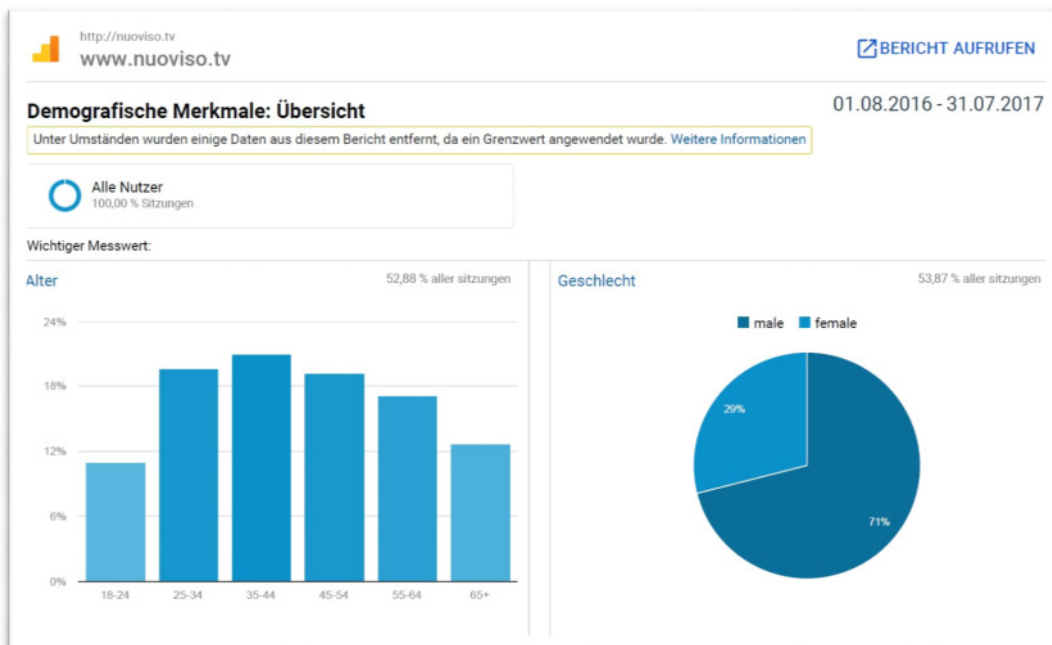 http://nuoviso.tv
www.nuoviso.tv
BERICHT AUFRUFEN
Demografische Merkmale: Übersicht
01.08.2016 - 31.07.2017
Unter Umständen wurden einige Daten aus diesem Bericht entfernt, da ein Grenzwert angewendet wurde. Weitere Informationen
Alle Nutzer
100,00 % Sitzungen
Wichtiger Messwert:
Alter
52,88 % aller sitzungen
24%
18%
12%
6%
0%
18-24 25-34 35-44 45-54 55-64 65+
Geschlecht
53,87 % aller sitzungen
male female
29%
71%